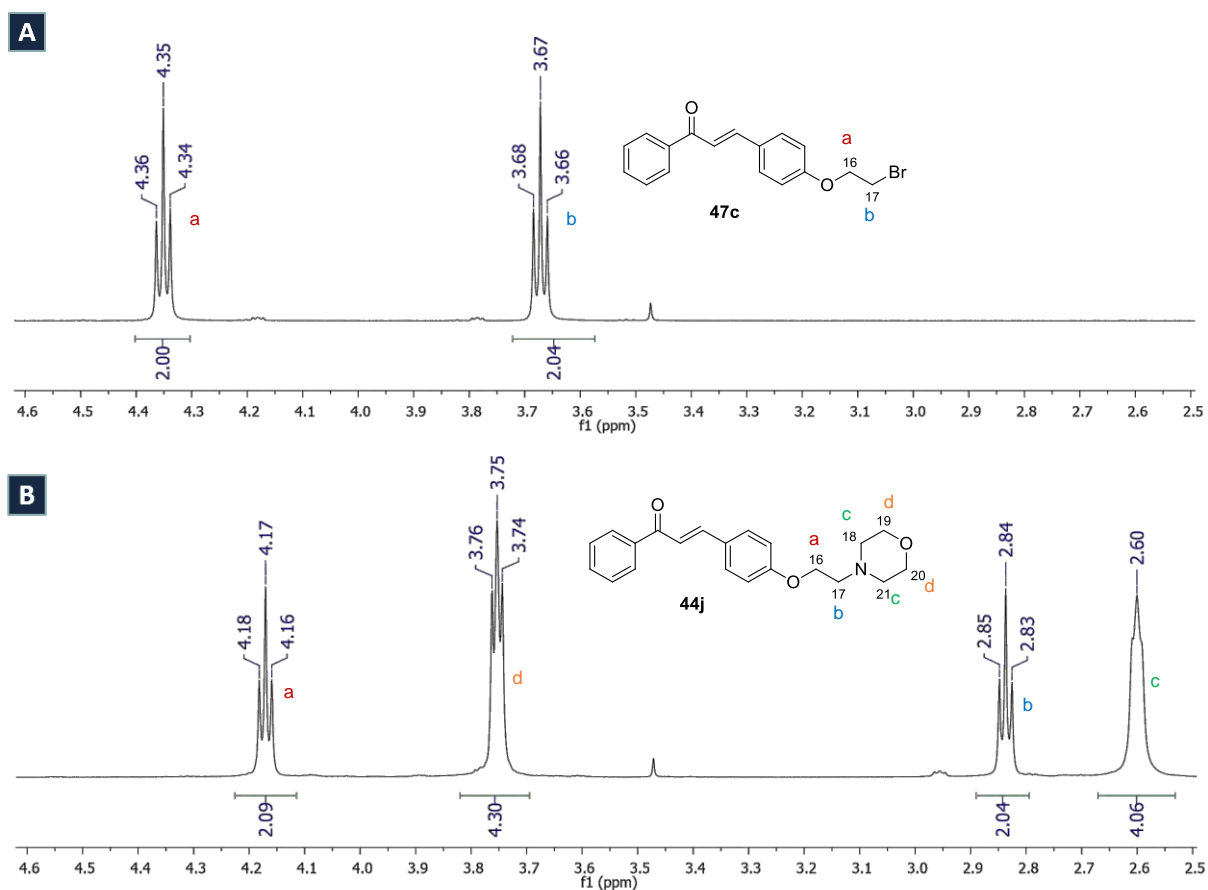 A
4.36
4.35
4.34
a
2.00
3.68
3.67
3.66
b
2.04
O
a
16
O
17
Br
b
47c
4.6 4.5 4.4 4.3 4.2 4.1 4.0 3.9 3.8 3.7 3.6 3.5 3.4 3.3 3.2 3.1 3.0 2.9 2.8 2.7 2.6 2.5
f1 (ppm)
B
4.18
4.17
4.16
a
2.09
3.76
3.75
3.74
d
4.30
O
a
16
O
17
b
N
c
18
d
19
O
20
d
21
c
44j
2.85
2.84
2.83
b
2.04
2.60
c
4.06
4.6 4.5 4.4 4.3 4.2 4.1 4.0 3.9 3.8 3.7 3.6 3.5 3.4 3.3 3.2 3.1 3.0 2.9 2.8 2.7 2.6 2.5
f1 (ppm)